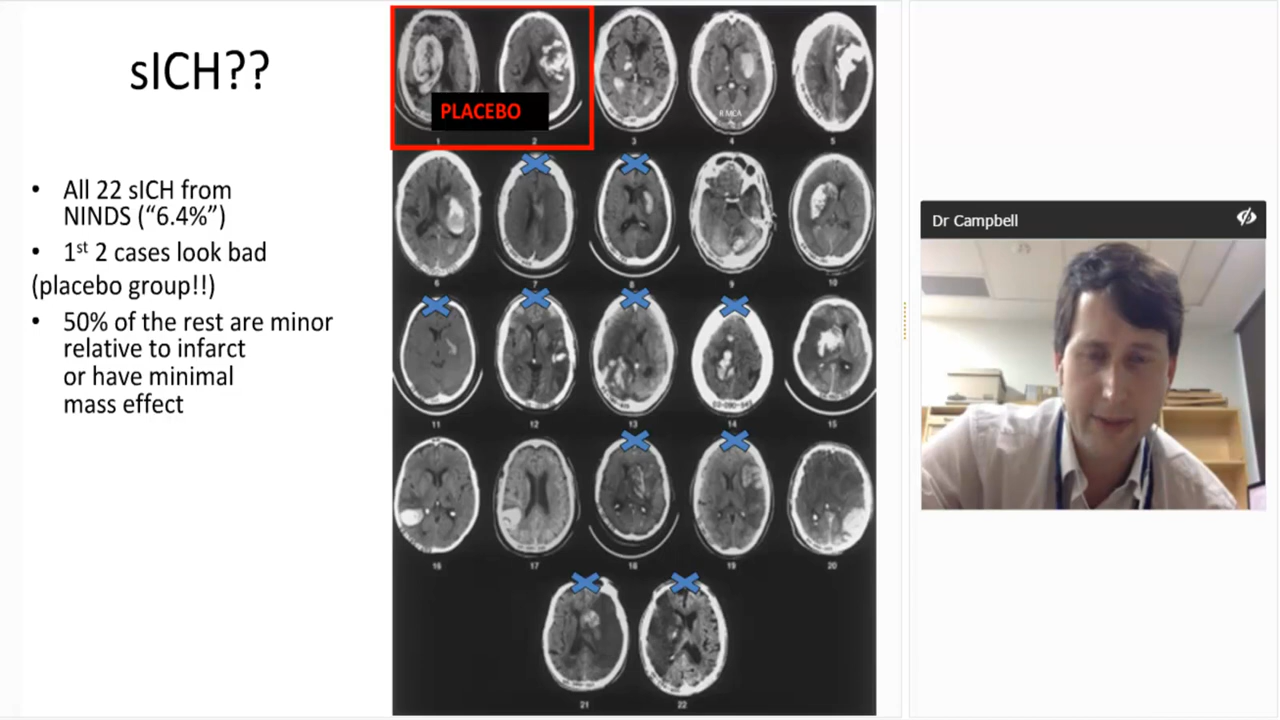 sICH??
• All 22 sICH from
NINDS (“6.4%”)
• 1st 2 cases look bad
(placebo group!!)
• 50% of the rest are minor
relative to infarct
or have minimal
mass effect
PLACEBO
R MCA
1 2 3 4 5
6 7 8 9 10
11 12 13 14 15
16 17 18 19 20
21 22
Dr Campbell